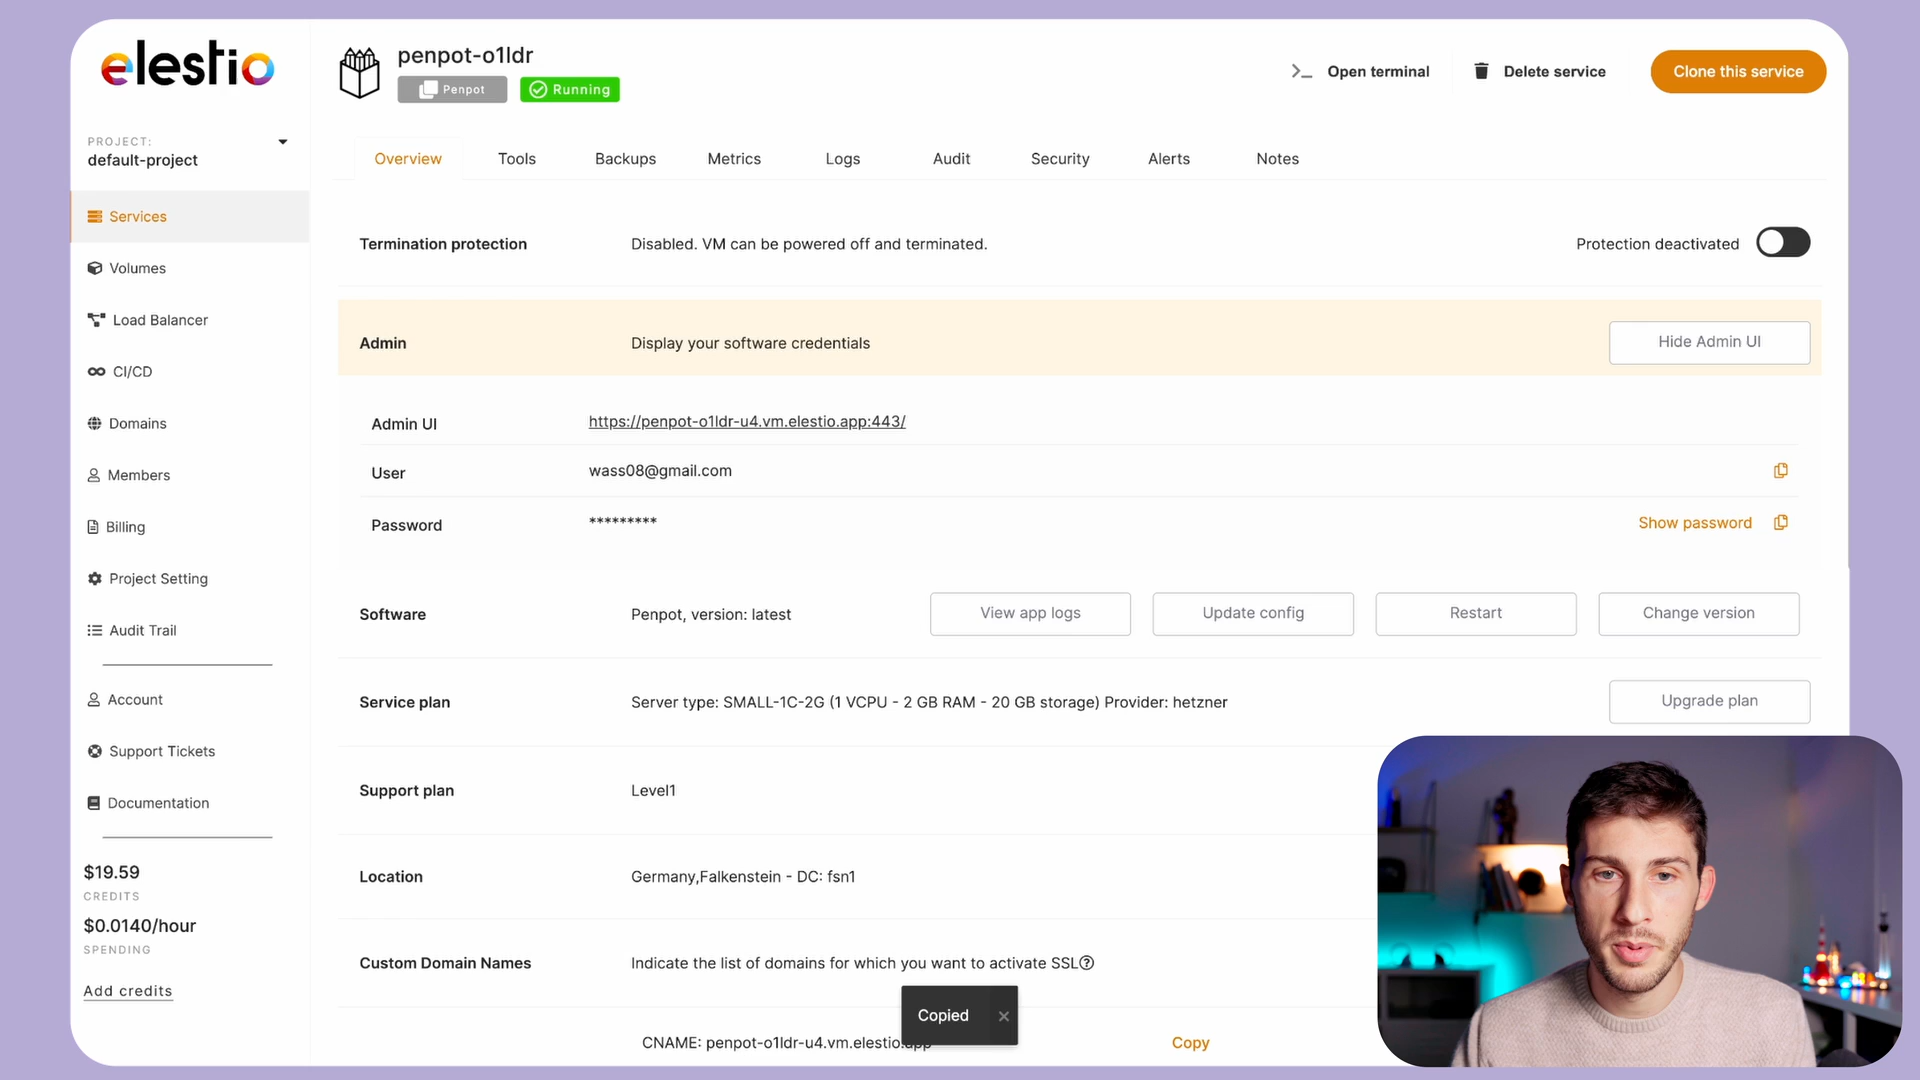 elestio
PROJECT:
default-project
Services
Volumes
Load Balancer
CI/CD
Domains
Members
Billing
Project Setting
Audit Trail
Account
Support Tickets
Documentation
$19.59
CREDITS
$0.0140/hour
SPENDING
Add credits
penpot-o1ldr
Penpot
Running
>_ Open terminal
Delete service
Clone this service
Overview
Tools
Backups
Metrics
Logs
Audit
Security
Alerts
Notes
Termination protection
Disabled. VM can be powered off and terminated.
Protection deactivated
Admin
Display your software credentials
Hide Admin UI
Admin UI
https://penpot-o1ldr-u4.vm.elestio.app:443/
User
wass08@gmail.com
Password
*********
Show password
Software
Penpot, version: latest
View app logs
Update config
Restart
Change version
Service plan
Server type: SMALL-1C-2G (1 VCPU - 2 GB RAM - 20 GB storage) Provider: hetzner
Upgrade plan
Support plan
Level1
Location
Germany,Falkenstein - DC: fsn1
Custom Domain Names
Indicate the list of domains for which you want to activate SSL
Copied
CNAME: penpot-o1ldr-u4.vm.elestio.app
Copy